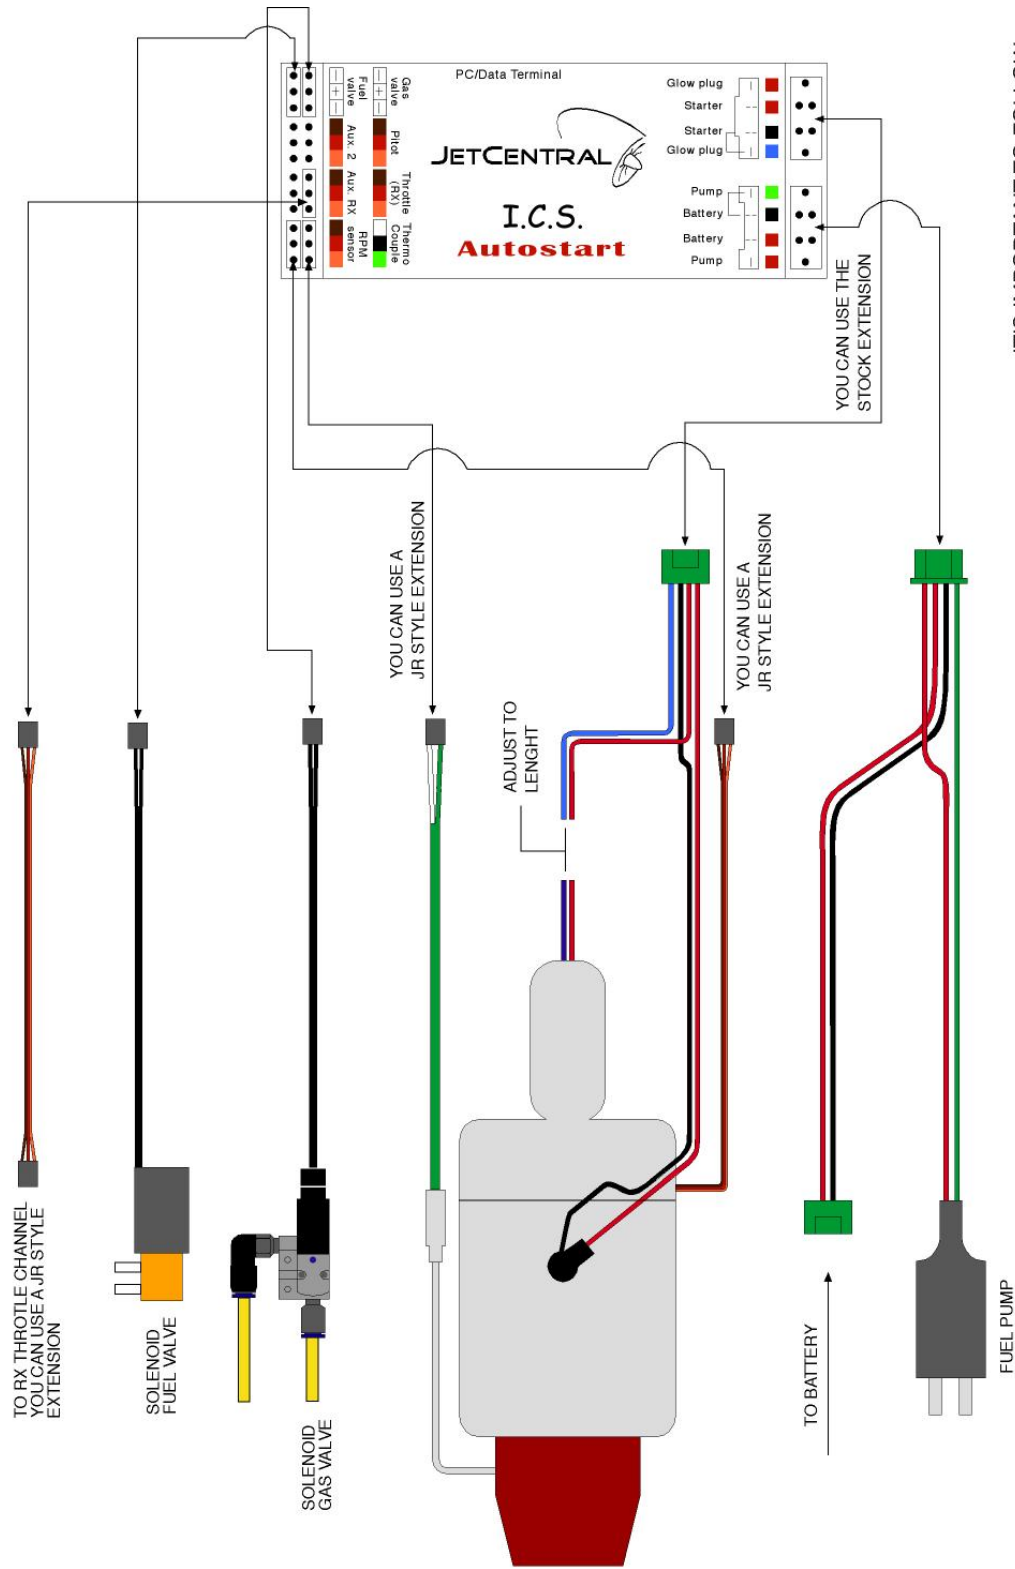 PC/Data Terminal
JETCENTRAL
I.C.S.
Autostart
Gas
valve
Fuel
valve
Pitot
Aux. 2
Throttle
(RX)
Aux. RX
Thermo
Couple
RPM
sensor
Glow plug
Starter
Starter
Glow plug
Pump
Battery
Battery
Pump
YOU CAN USE THE
STOCK EXTENSION
YOU CAN USE A
JR STYLE EXTENSION
YOU CAN USE A
JR STYLE EXTENSION
ADJUST TO
LENGHT
TO RX THROTLE CHANNEL
YOU CAN USE A JR STYLE
EXTENSION
SOLENOID
FUEL VALVE
SOLENOID
GAS VALVE
TO BATTERY
FUEL PUMP